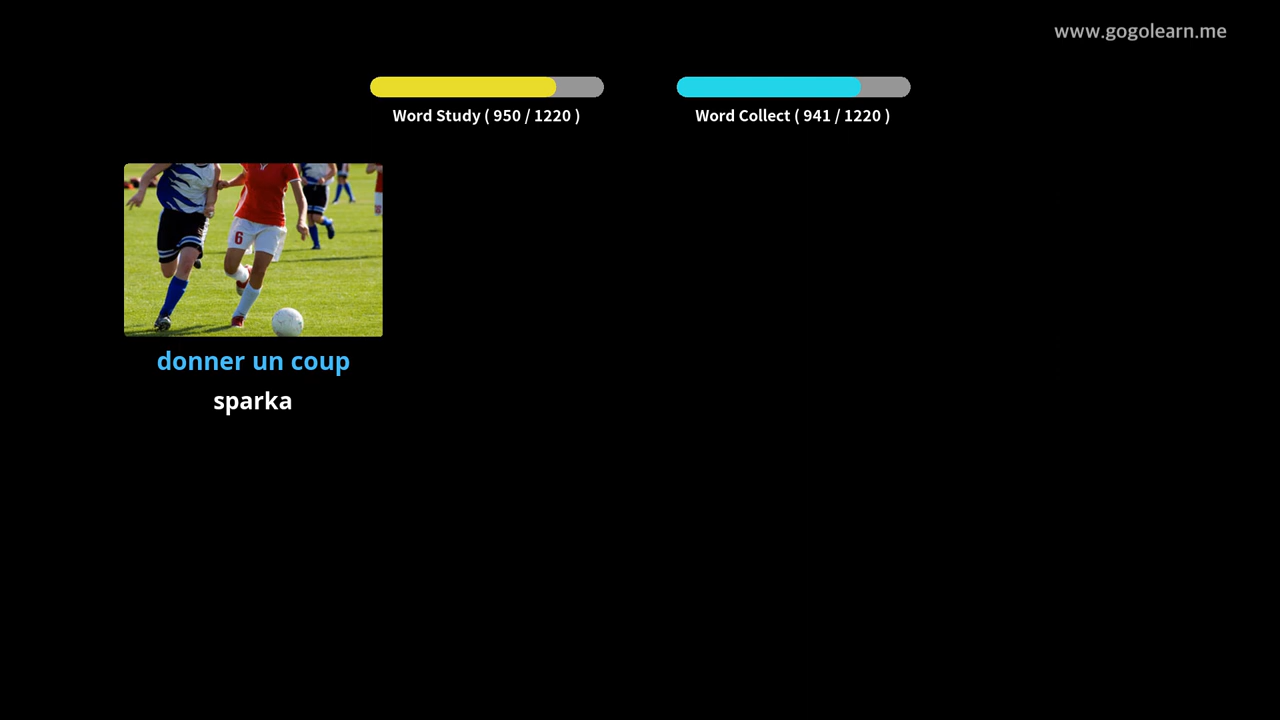 www.gogolearn.me
Word Study ( 950 / 1220 )
Word Collect ( 941 / 1220 )
6
donner un coup
sparka